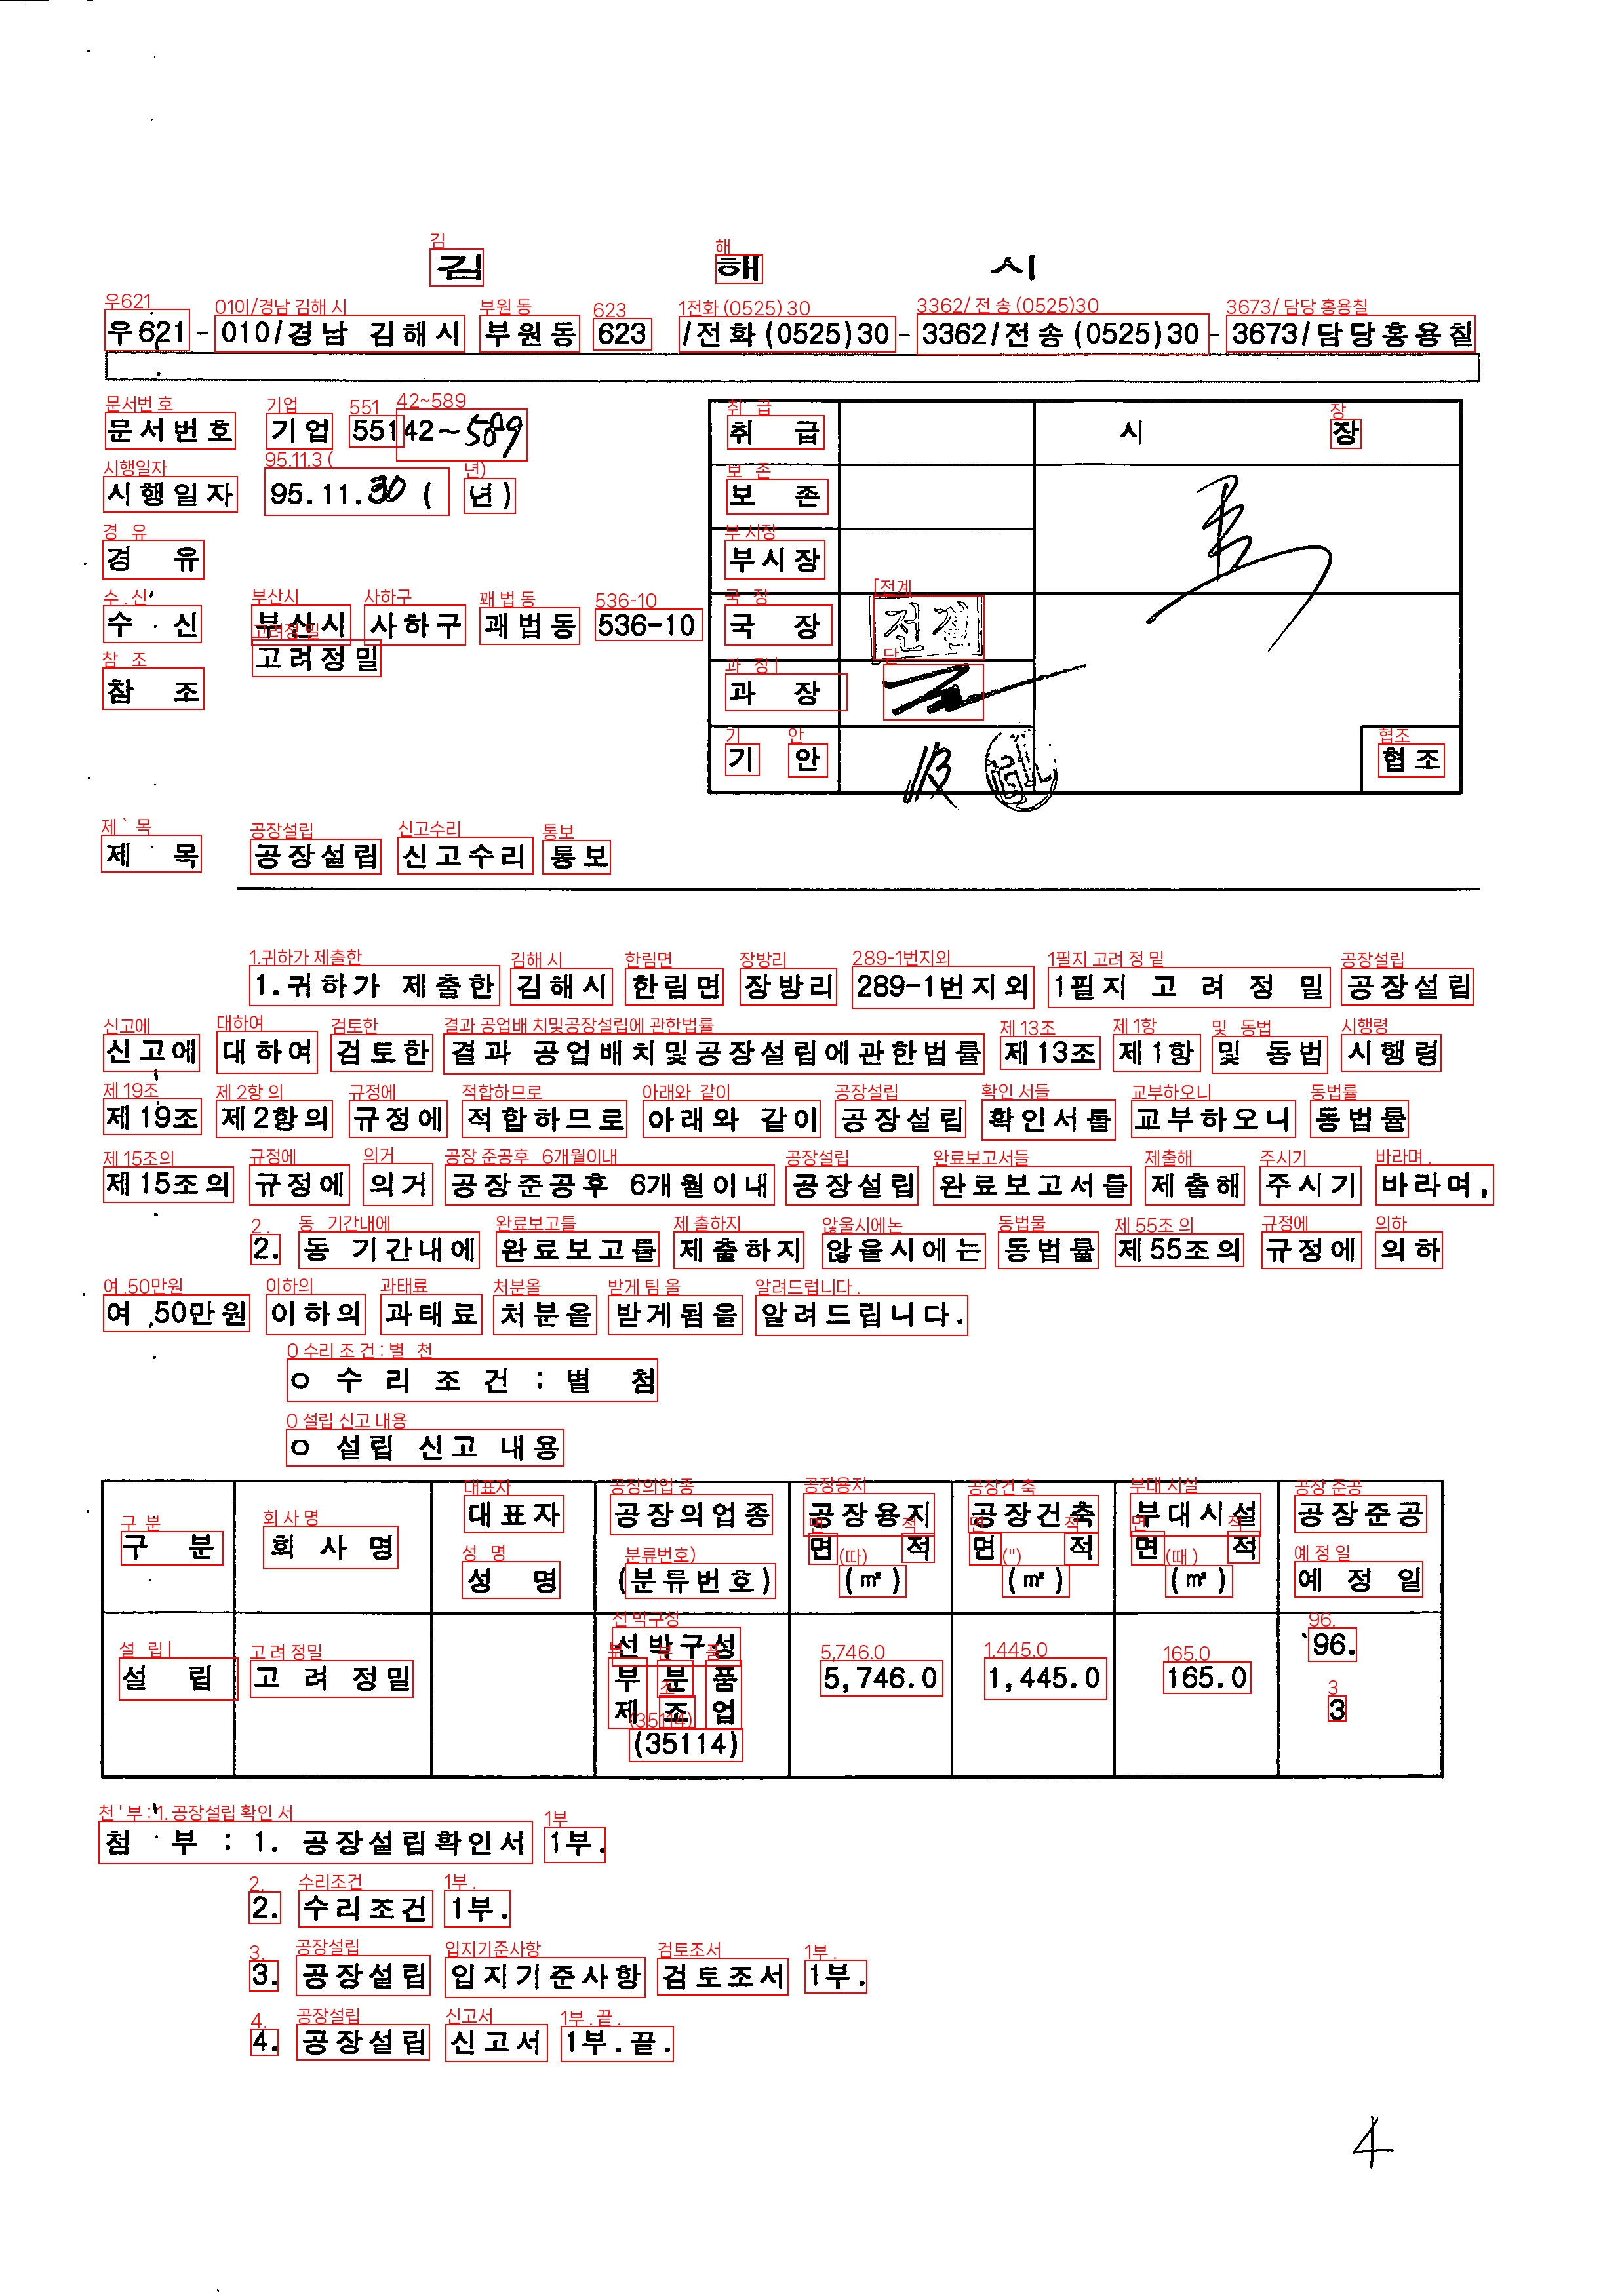 김 해 시
우621-010/경남 김해시 부원동 623 /전화(0525)30-3362/전송(0525)30-3673/담당홍용칠
문서번호 기업 55142~589
시행일자 95.11.30 ( 년)
경 유
수 신 부산시 사하구 괘법동 536-10
고려정밀
참 조
취 급 시 장
보 존
부시장
국 장 전결
과 장
기 안 협조
제 목 공장설립 신고수리 통보
1.귀하가 제출한 김해시 한림면 장방리 289-1번지외 1필지 고 려 정 밀 공장설립
신고에 대하여 검토한 결과 공업배치및공장설립에관한법률 제13조 제1항 및 동법 시행령
제19조 제2항의 규정에 적합하므로 아래와 같이 공장설립 확인서를 교부하오니 동법률
제15조의 규정에 의거 공장준공후 6개월이내 공장설립 완료보고서를 제출해 주시기 바라며,
2. 동 기간내에 완료보고를 제출하지 않을시에는 동법률 제55조의 규정에 의하
여 ,50만원 이하의 과태료 처분을 받게됨을 알려드립니다.
ㅇ 수 리 조 건 : 별 첨
ㅇ 설립 신고 내용
구 분 회 사 명 대표자 성 명 공장의업종 (분류번호) 공장용지 면 적 (㎡) 공장건축 면 적 (㎡) 부대시설 면 적 (㎡) 공장준공 예 정 일
설 립 고 려 정밀 선박구성 부 분 품 제 조 업 (35114) 5,746.0 1,445.0 165.0 '96. 3
첨 부 : 1. 공장설립확인서 1부.
2. 수리조건 1부.
3. 공장설립 입지기준사항 검토조서 1부.
4. 공장설립 신고서 1부.끝.
4